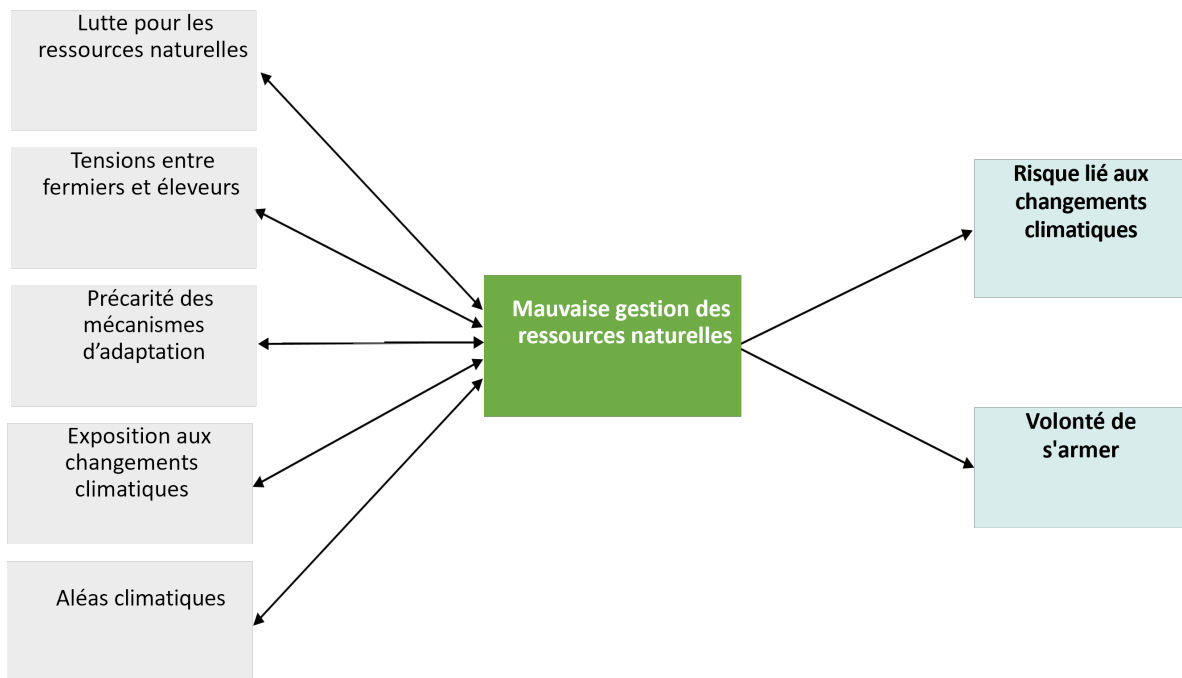 Lutte pour les
ressources naturelles
Tensions entre
fermiers et éleveurs
Précarité des
mécanismes
d’adaptation
Exposition aux
changements
climatiques
Aléas climatiques
Mauvaise gestion des
ressources naturelles
Risque lié aux
changements
climatiques
Volonté de
s'armer